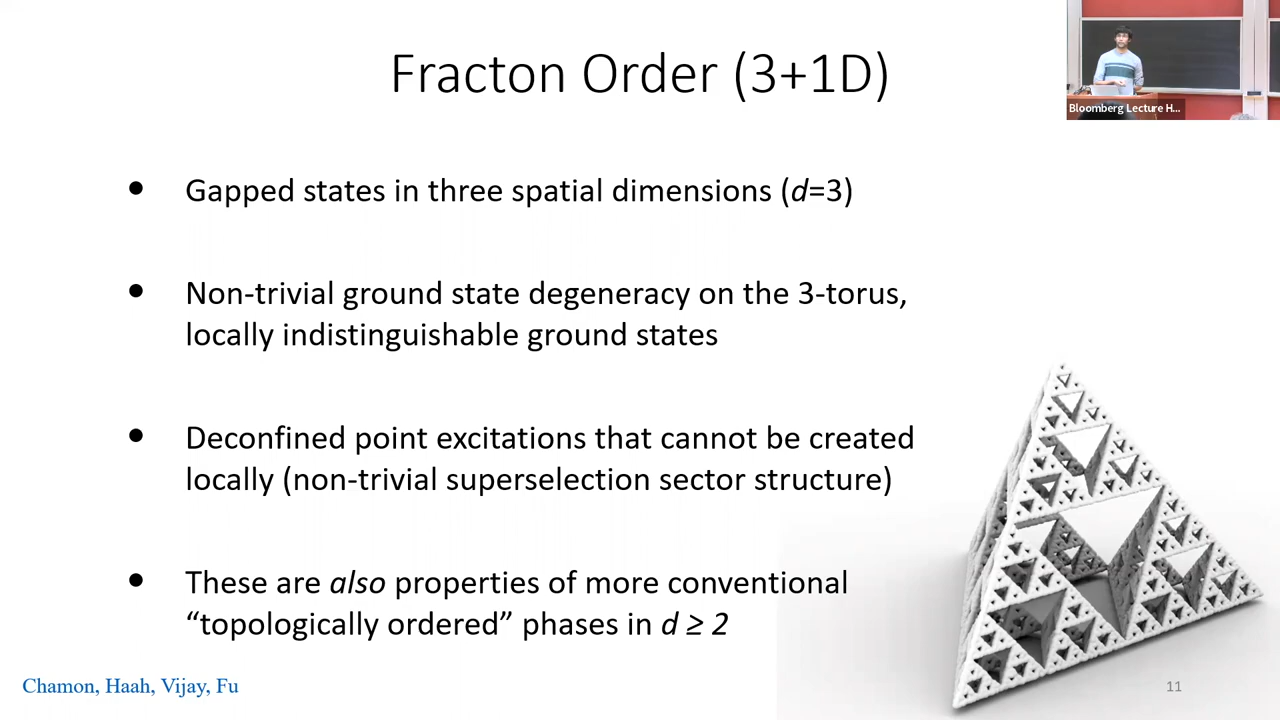 Fracton Order (3+1D)
Bloomberg Lecture H...
• Gapped states in three spatial dimensions (d=3)
• Non-trivial ground state degeneracy on the 3-torus,
locally indistinguishable ground states
• Deconfined point excitations that cannot be created
locally (non-trivial superselection sector structure)
• These are also properties of more conventional
“topologically ordered” phases in d ≥ 2
Chamon, Haah, Vijay, Fu
11